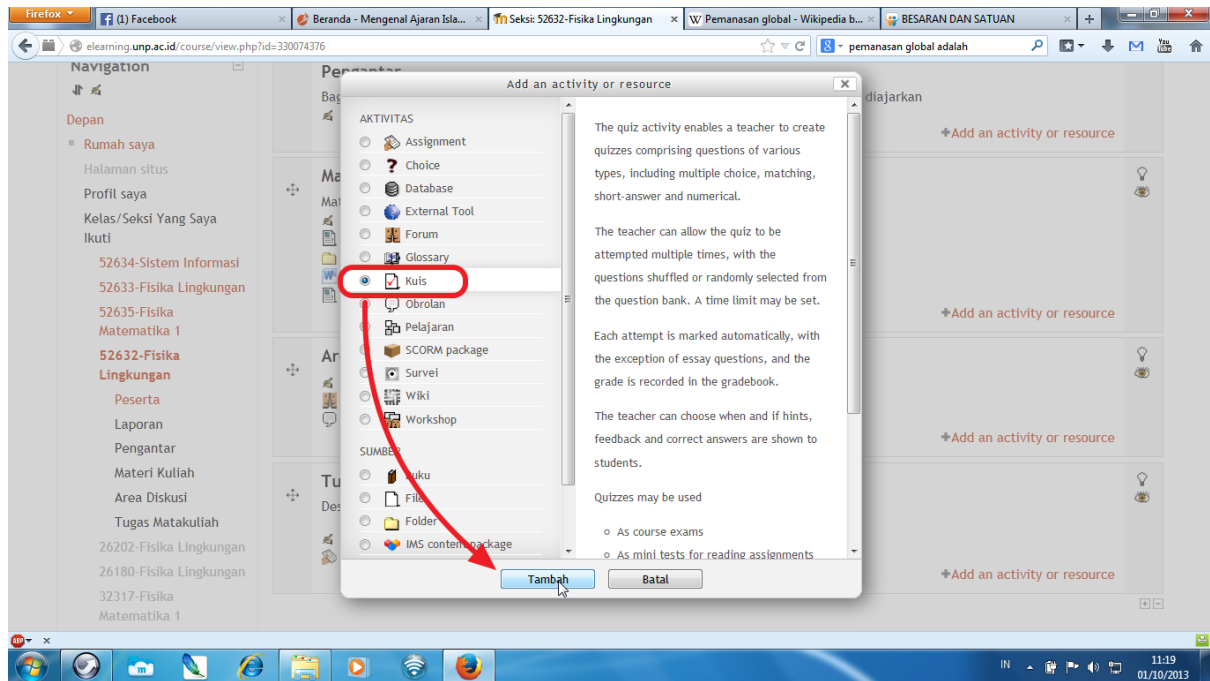 Firefox
(1) Facebook
Beranda - Mengenal Ajaran Isla...
Seksi: 52632-Fisika Lingkungan
W Pemanasan global - Wikipedia b...
BESARAN DAN SATUAN
elearning.unp.ac.id/course/view.php?id=330074376
pemanasan global adalah
Navigation
Depan
Rumah saya
Halaman situs
Profil saya
Kelas/Seksi Yang Saya
Ikuti
52634-Sistem Informasi
52633-Fisika Lingkungan
52635-Fisika
Matematika 1
52632-Fisika
Lingkungan
Peserta
Laporan
Pengantar
Materi Kuliah
Area Diskusi
Tugas Matakuliah
26202-Fisika Lingkungan
26180-Fisika Lingkungan
32317-Fisika
Matematika 1
Pengantar
diajarkan
+Add an activity or resource
+Add an activity or resource
+Add an activity or resource
+Add an activity or resource
Add an activity or resource
AKTIVITAS
Assignment
Choice
Database
External Tool
Forum
Glossary
Kuis
Obrolan
Pelajaran
SCORM package
Survei
Wiki
Workshop
SUMBER
Buku
File
Folder
IMS content package
The quiz activity enables a teacher to create
quizzes comprising questions of various
types, including multiple choice, matching,
short-answer and numerical.
The teacher can allow the quiz to be
attempted multiple times, with the
questions shuffled or randomly selected from
the question bank. A time limit may be set.
Each attempt is marked automatically, with
the exception of essay questions, and the
grade is recorded in the gradebook.
The teacher can choose when and if hints,
feedback and correct answers are shown to
students.
Quizzes may be used
As course exams
As mini tests for reading assignments
Tambah
Batal
ABP
IN
11:19
01/10/2013